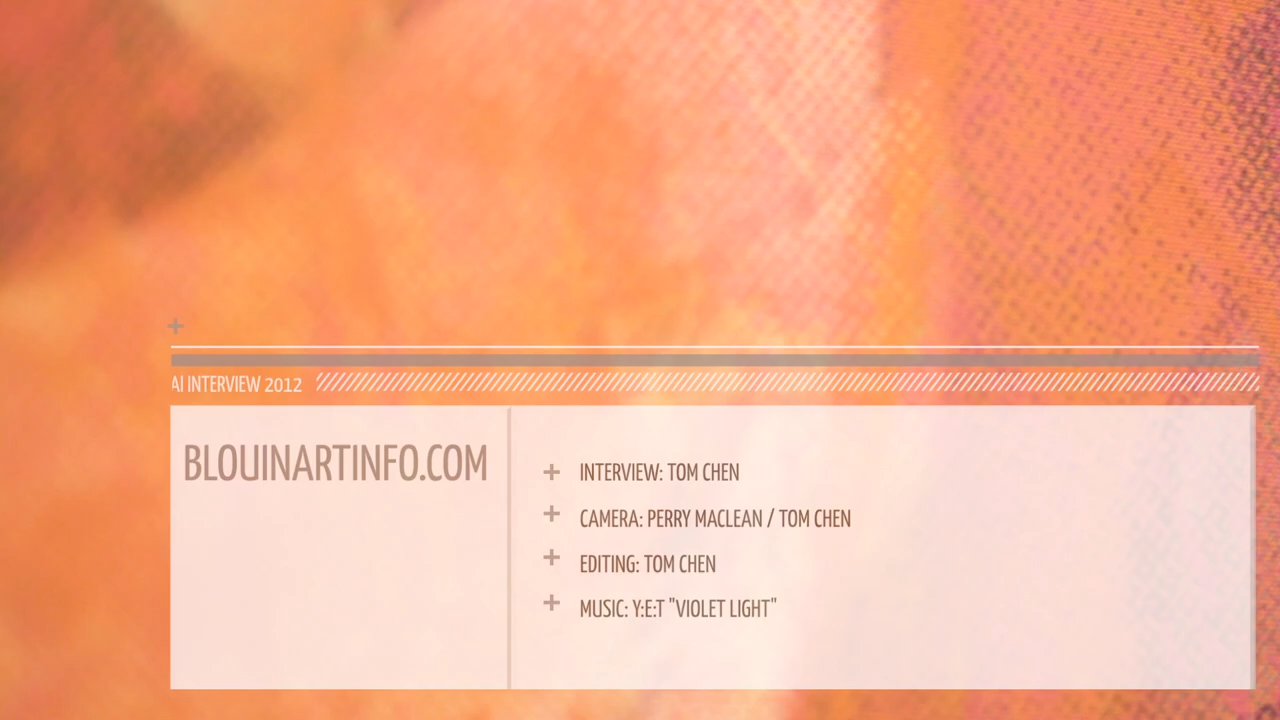 AI INTERVIEW 2012
BLOUINARTINFO.COM
+ INTERVIEW: TOM CHEN
+ CAMERA: PERRY MACLEAN / TOM CHEN
+ EDITING: TOM CHEN
+ MUSIC: Y:E:T "VIOLET LIGHT"